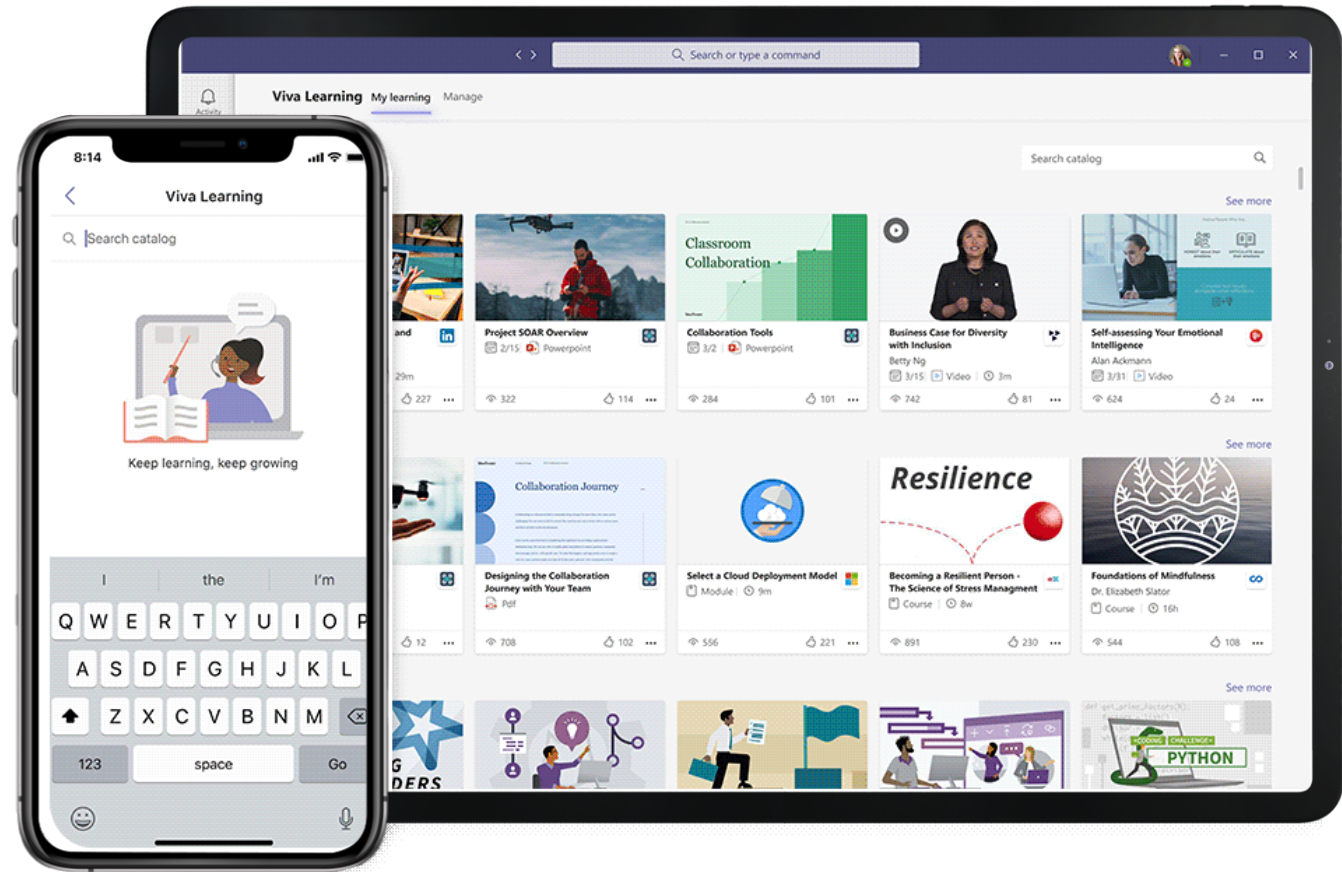 Search or type a command
Activity
Viva Learning My learning Manage
Search catalog
8:14
Viva Learning
Search catalog
Keep learning, keep growing
I the I'm
Q W E R T Y U I O P
A S D F G H J K L
Z X C V B N M
123 space Go
See more
and
in
29m
227
Project SOAR Overview
2/15 Powerpoint
322 114
Classroom
Collaboration
Collaboration Tools
3/2 Powerpoint
284 101
Business Case for Diversity
with Inclusion
Betty Ng
3/15 Video 3m
742 81
Self-assessing Your Emotional
Intelligence
Alan Ackmann
3/31 Video
624 24
See more
12
Collaboration Journey
Designing the Collaboration
Journey with Your Team
Pdf
708 102
Select a Cloud Deployment Model
Module 9m
556 221
Resilience
Becoming a Resilient Person -
The Science of Stress Managment
Course 8w
891 230
Foundations of Mindfulness
Dr. Elizabeth Slator
Course 16h
544 108
See more
G
DERS
CODING CHALLENGE
PYTHON